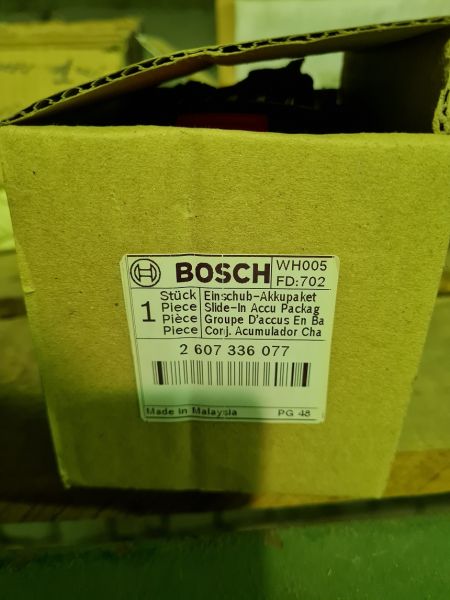 BOSCH
WH005
FD:702
1
Stück Einschub-Akkupaket
Piece Slide-In Accu Packag
Pièce Groupe D'accus En Ba
Piece Conj. Acumulador Cha
2 607 336 077
Made in Malaysia PG 48